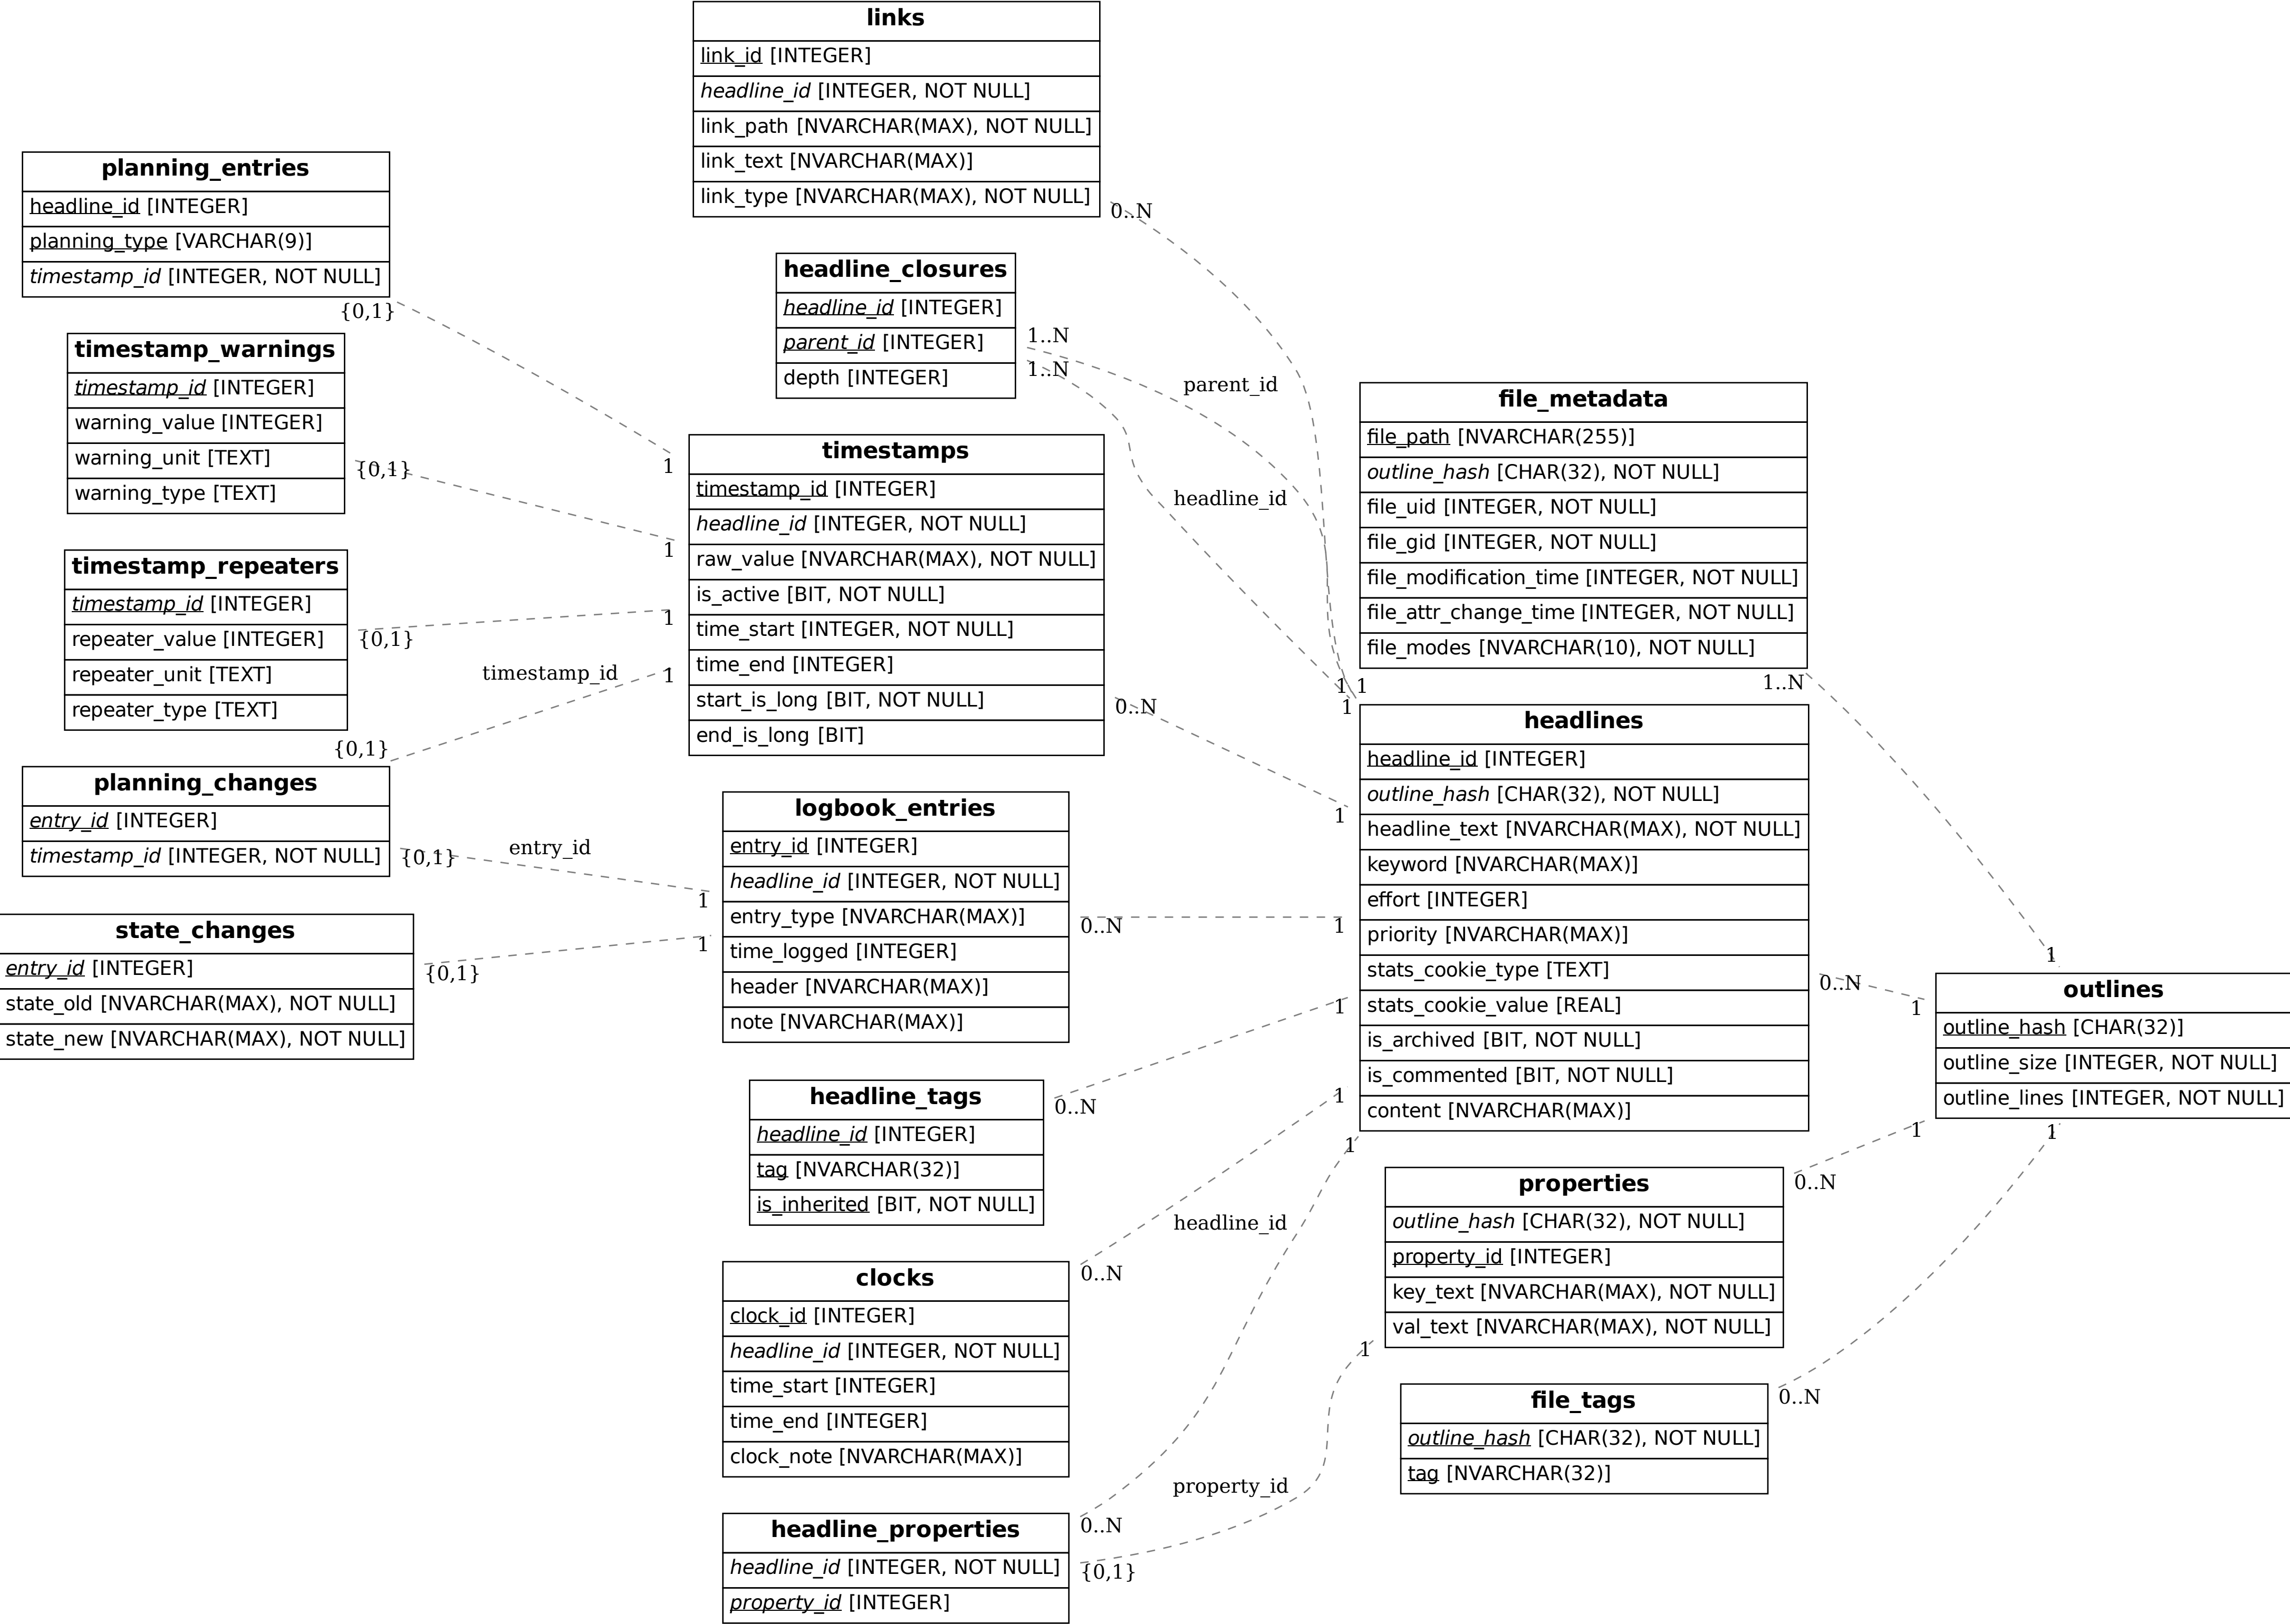 links
link_id [INTEGER]
headline_id [INTEGER, NOT NULL]
link_path [NVARCHAR(MAX), NOT NULL]
link_text [NVARCHAR(MAX)]
link_type [NVARCHAR(MAX), NOT NULL]
0..N
planning_entries
headline_id [INTEGER]
planning_type [VARCHAR(9)]
timestamp_id [INTEGER, NOT NULL]
{0,1}
1
timestamp_warnings
timestamp_id [INTEGER]
warning_value [INTEGER]
warning_unit [TEXT]
warning_type [TEXT]
{0,1}
1
timestamp_repeaters
timestamp_id [INTEGER]
repeater_value [INTEGER]
repeater_unit [TEXT]
repeater_type [TEXT]
{0,1}
1
timestamp_id
1
{0,1}
planning_changes
entry_id [INTEGER]
timestamp_id [INTEGER, NOT NULL]
{0,1}
entry_id
1
state_changes
entry_id [INTEGER]
state_old [NVARCHAR(MAX), NOT NULL]
state_new [NVARCHAR(MAX), NOT NULL]
{0,1}
1
headline_closures
headline_id [INTEGER]
parent_id [INTEGER]
depth [INTEGER]
1..N
1..N
parent_id
headline_id
timestamps
timestamp_id [INTEGER]
headline_id [INTEGER, NOT NULL]
raw_value [NVARCHAR(MAX), NOT NULL]
is_active [BIT, NOT NULL]
time_start [INTEGER, NOT NULL]
time_end [INTEGER]
start_is_long [BIT, NOT NULL]
end_is_long [BIT]
0..N
1
logbook_entries
entry_id [INTEGER]
headline_id [INTEGER, NOT NULL]
entry_type [NVARCHAR(MAX)]
time_logged [INTEGER]
header [NVARCHAR(MAX)]
note [NVARCHAR(MAX)]
0..N
1
headline_tags
headline_id [INTEGER]
tag [NVARCHAR(32)]
is_inherited [BIT, NOT NULL]
0..N
1
clocks
clock_id [INTEGER]
headline_id [INTEGER, NOT NULL]
time_start [INTEGER]
time_end [INTEGER]
clock_note [NVARCHAR(MAX)]
0..N
1
headline_properties
headline_id [INTEGER, NOT NULL]
property_id [INTEGER]
0..N
headline_id
1
{0,1}
property_id
1
file_metadata
file_path [NVARCHAR(255)]
outline_hash [CHAR(32), NOT NULL]
file_uid [INTEGER, NOT NULL]
file_gid [INTEGER, NOT NULL]
file_modification_time [INTEGER, NOT NULL]
file_attr_change_time [INTEGER, NOT NULL]
file_modes [NVARCHAR(10), NOT NULL]
1..N
1
1 1
1
headlines
headline_id [INTEGER]
outline_hash [CHAR(32), NOT NULL]
headline_text [NVARCHAR(MAX), NOT NULL]
keyword [NVARCHAR(MAX)]
effort [INTEGER]
priority [NVARCHAR(MAX)]
stats_cookie_type [TEXT]
stats_cookie_value [REAL]
is_archived [BIT, NOT NULL]
is_commented [BIT, NOT NULL]
content [NVARCHAR(MAX)]
0..N
1
outlines
outline_hash [CHAR(32)]
outline_size [INTEGER, NOT NULL]
outline_lines [INTEGER, NOT NULL]
1
1
properties
outline_hash [CHAR(32), NOT NULL]
property_id [INTEGER]
key_text [NVARCHAR(MAX), NOT NULL]
val_text [NVARCHAR(MAX), NOT NULL]
0..N
file_tags
outline_hash [CHAR(32), NOT NULL]
tag [NVARCHAR(32)]
0..N